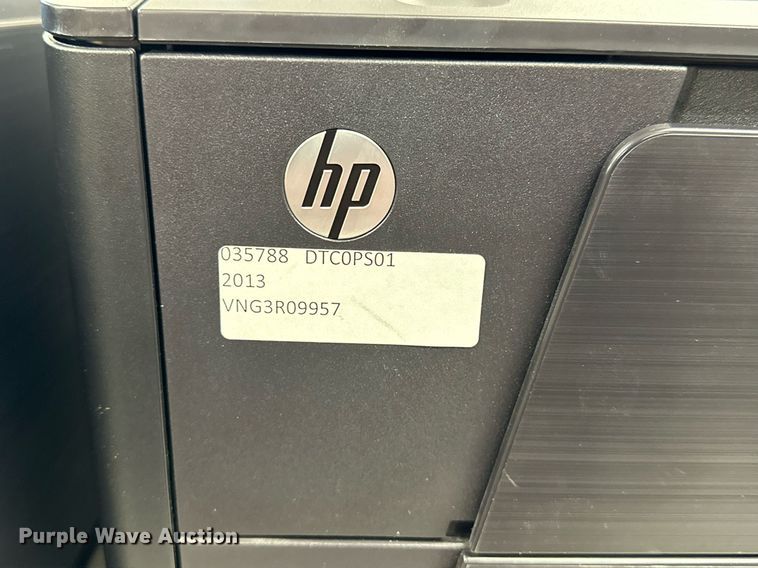 hp
035788 DTC0PS01
2013
VNG3R09957
Purple Wave Auction